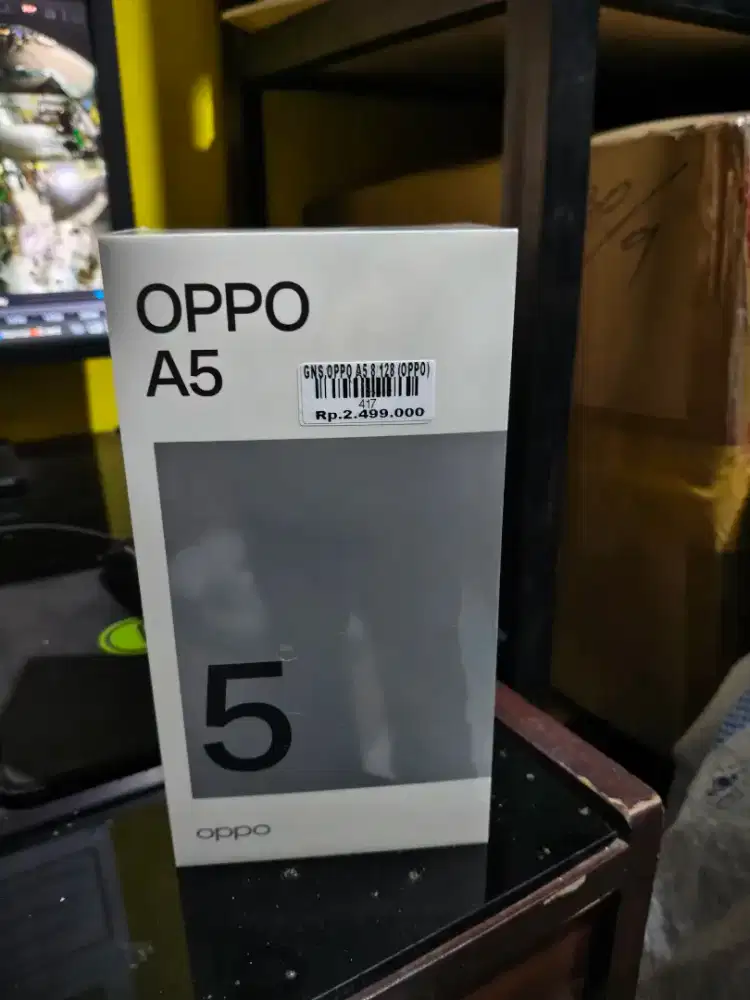 OPPO
A5
GNS.OPPO A5 8.128 (OPPO)
417
Rp.2.499.000
5
oppo